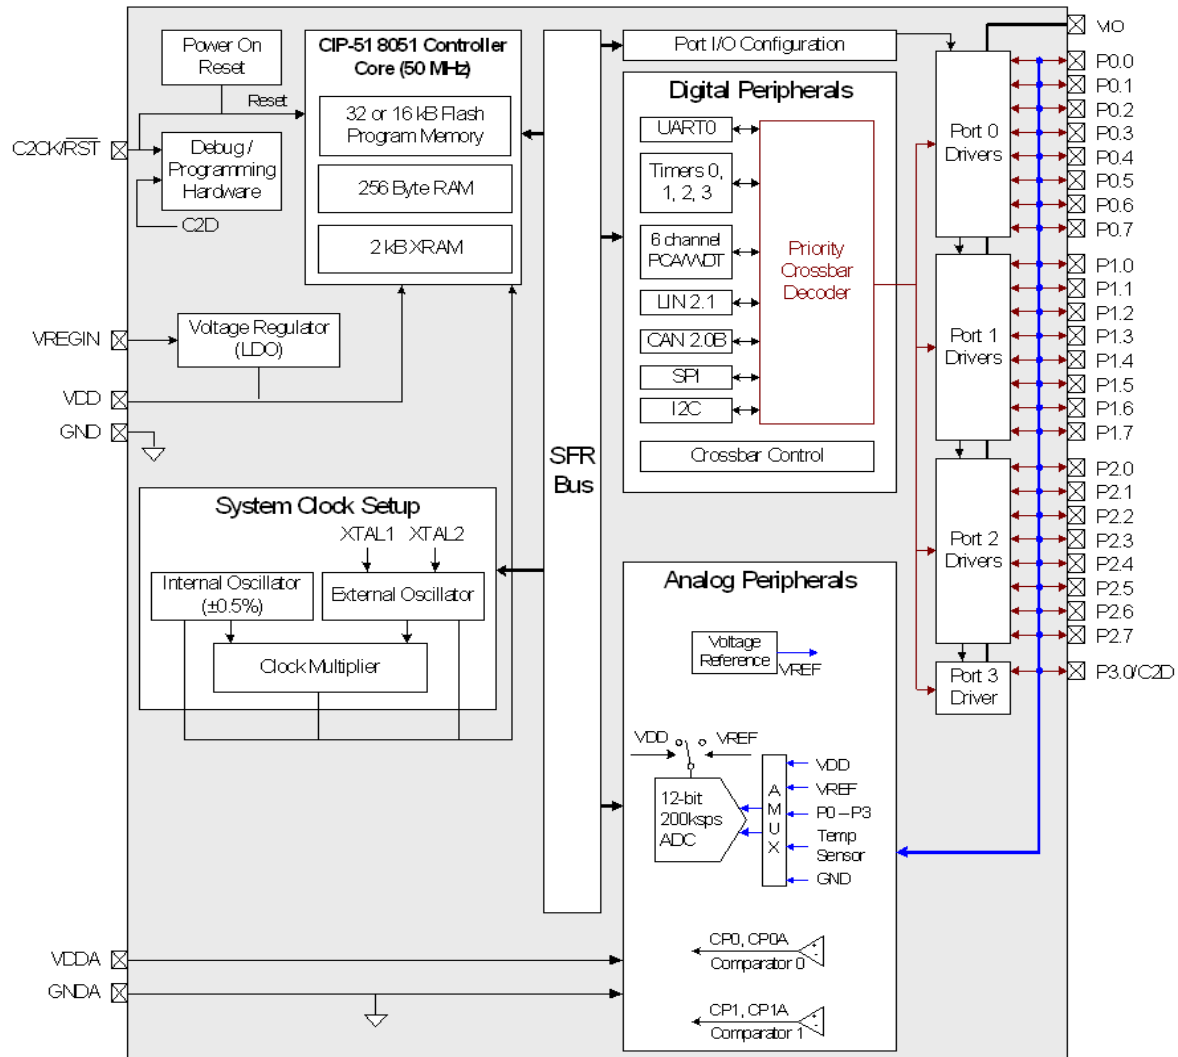 Power On
Reset
Reset
C2CK/RST
Debug /
Programming
Hardware
C2D
CIP-51 8051 Controller
Core (50 MHz)
32 or 16 kB Flash
Program Memory
256 Byte RAM
2 kB XRAM
VREGIN
Voltage Regulator
(LDO)
VDD
GND
System Clock Setup
XTAL1
XTAL2
Internal Oscillator
(±0.5%)
External Oscillator
Clock Multiplier
VDDA
GNDA
SFR
Bus
Port I/O Configuration
Digital Peripherals
UART0
Timers 0,
1, 2, 3
6 channel
PCA/WDT
LIN 2.1
CAN 2.0B
SPI
I2C
Priority
Crossbar
Decoder
Crossbar Control
Analog Peripherals
Voltage
Reference
VREF
VDD
VREF
12-bit
200ksps
ADC
A
M
U
X
VDD
VREF
P0 – P3
Temp
Sensor
GND
CP0, CP0A
Comparator 0
+
-
CP1, CP1A
Comparator 1
+
-
Port 0
Drivers
Port 1
Drivers
Port 2
Drivers
Port 3
Driver
VIO
P0.0
P0.1
P0.2
P0.3
P0.4
P0.5
P0.6
P0.7
P1.0
P1.1
P1.2
P1.3
P1.4
P1.5
P1.6
P1.7
P2.0
P2.1
P2.2
P2.3
P2.4
P2.5
P2.6
P2.7
P3.0/C2D